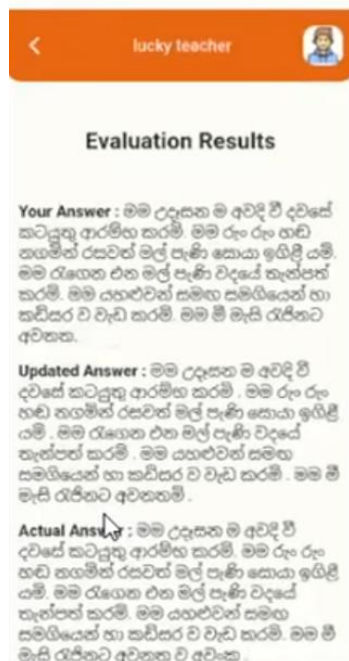 lucky teacher
Evaluation Results
Your Answer : මම උදෑසන ම අවදි වී දවසේ
කටයුතු ආරම්භ කරමි. මම රුං රුං හඬ
නගමින් රසවත් මල් පැණි සොයා ඉගිළී යමි.
මම රැගෙන එන මල් පැණි වදයේ තැන්පත්
කරමි. මම යහළුවන් සමඟ සමගියෙන් හා
කඩිසර ව වැඩ කරමි. මම මී මැසි රැජිනට
අවනත.
Updated Answer : මම උදෑසන ම අවදි වී
දවසේ කටයුතු ආරම්භ කරමි . මම රුං රුං
හඬ නගමින් රසවත් මල් පැණි සොයා ඉගිළී
යමි . මම රැගෙන එන මල් පැණි වදයේ
තැන්පත් කරමි . මම යහළුවන් සමඟ
සමගියෙන් හා කඩිසර ව වැඩ කරමි . මම මී
මැසි රැජිනට අවනතමි .
Actual Answer : මම උදෑසන ම අවදි වී
දවසේ කටයුතු ආරම්භ කරමි. මම රුං රුං
හඬ නගමින් රසවත් මල් පැණි සොයා ඉගිළී
යමි. මම රැගෙන එන මල් පැණි වදයේ
තැන්පත් කරමි. මම යහළුවන් සමඟ
සමගියෙන් හා කඩිසර ව වැඩ කරමි. මම මී
මැසි රැජිනට අවනත ව